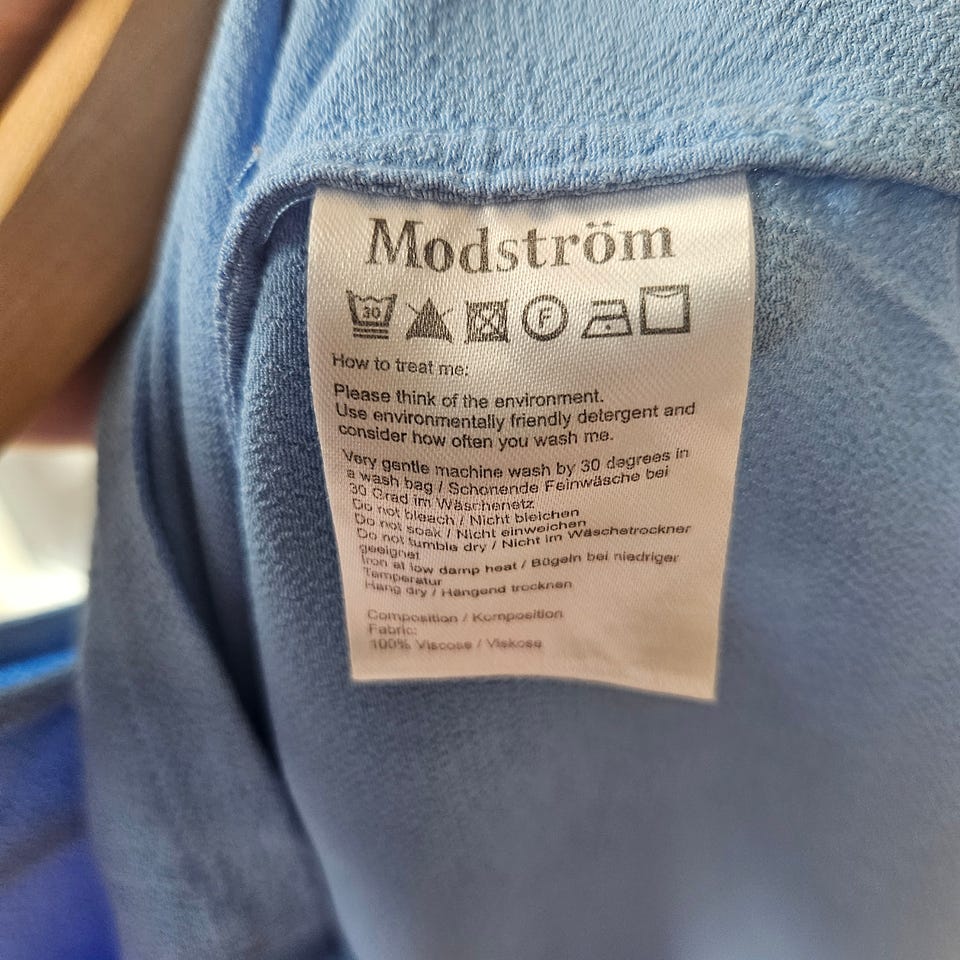 Modström
30 F
How to treat me:
Please think of the environment.
Use environmentally friendly detergent and
consider how often you wash me.
Very gentle machine wash by 30 degrees in
a wash bag / Schonende Feinwäsche bei
30 Grad im Wäschenetz
Do not bleach / Nicht bleichen
Do not soak / Nicht einweichen
Do not tumble dry / Nicht im Wäschetrockner
geeignet
Iron at low damp heat / Bügeln bei niedriger
Temperatur
Hang dry / Hängend trocknen
Composition / Komposition
Fabric:
100% Viscose / Viskose